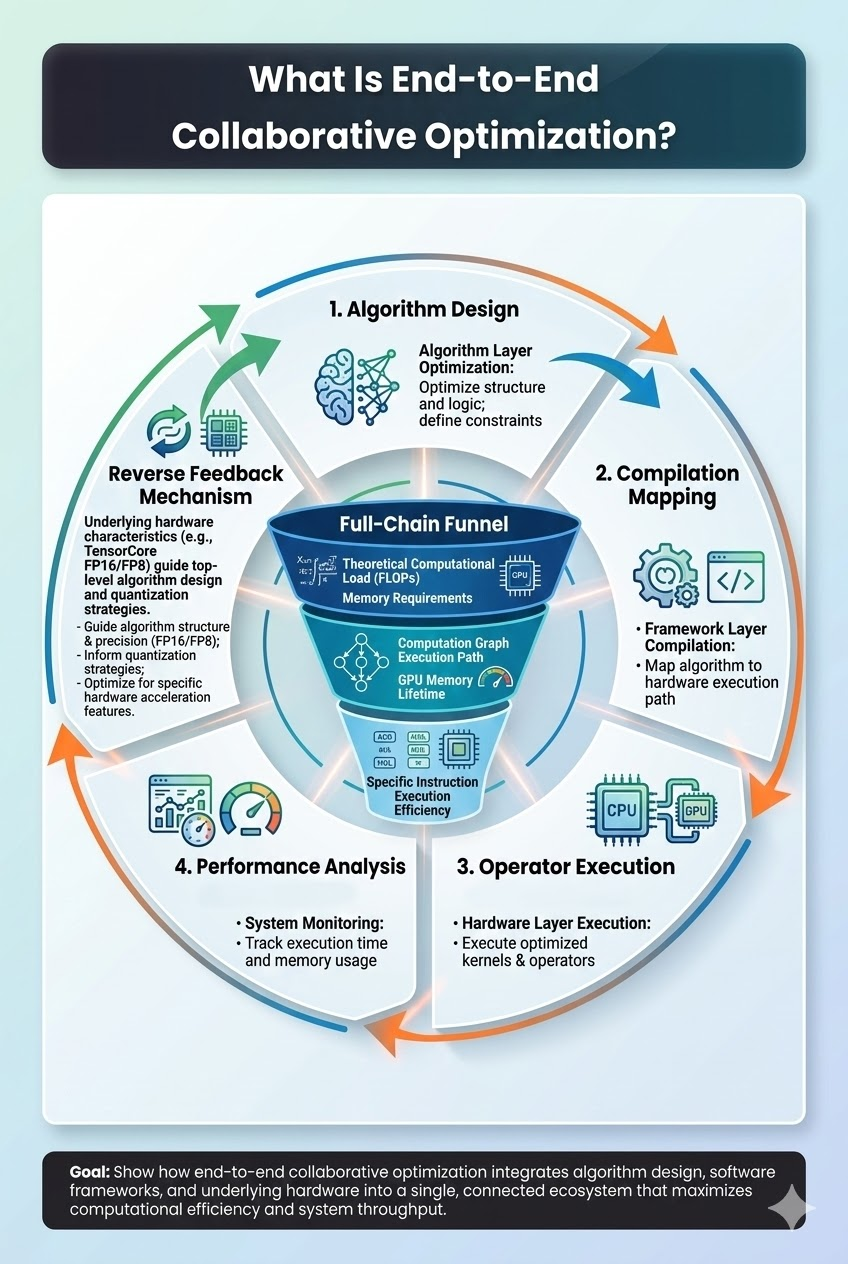 What Is End-to-End
Collaborative Optimization?
1. Algorithm Design
Algorithm Layer
Optimization:
Optimize structure
and logic;
define constraints
2. Compilation
Mapping
• Framework Layer
Compilation:
• Map algorithm to
hardware execution
path
CPU
GPU
3. Operator Execution
• Hardware Layer Execution:
• Execute optimized
kernels & operators
4. Performance Analysis
• System Monitoring:
• Track execution time
and memory usage
Reverse Feedback
Mechanism
Underlying hardware
characteristics (e.g.,
TensorCore
FP16/FP8) guide top-
level algorithm design
and quantization
strategies.
- Guide algorithm structure
& precision (FP16/FP8);
- Inform quantization
strategies;
- Optimize for specific
hardware acceleration
features.
Full-Chain Funnel
Theoretical Computational
Load (FLOPs)
Memory Requirements
CPU
Computation Graph
Execution Path
GPU Memory
Lifetime
Specific Instruction
Execution
Efficiency
Goal: Show how end-to-end collaborative optimization integrates algorithm design, software
frameworks, and underlying hardware into a single, connected ecosystem that maximizes
computational efficiency and system throughput.